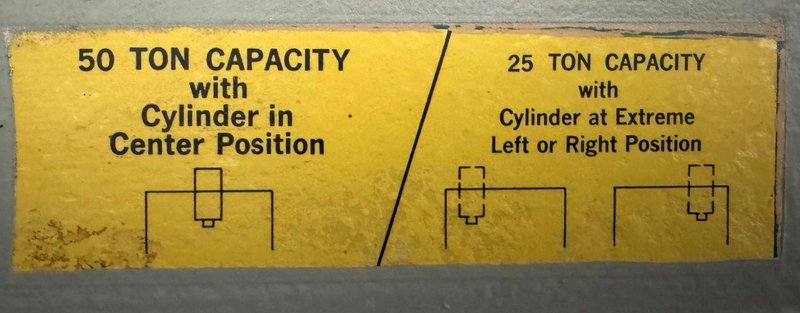 50 TON CAPACITY
with
Cylinder in
Center Position
25 TON CAPACITY
with
Cylinder at Extreme
Left or Right Position